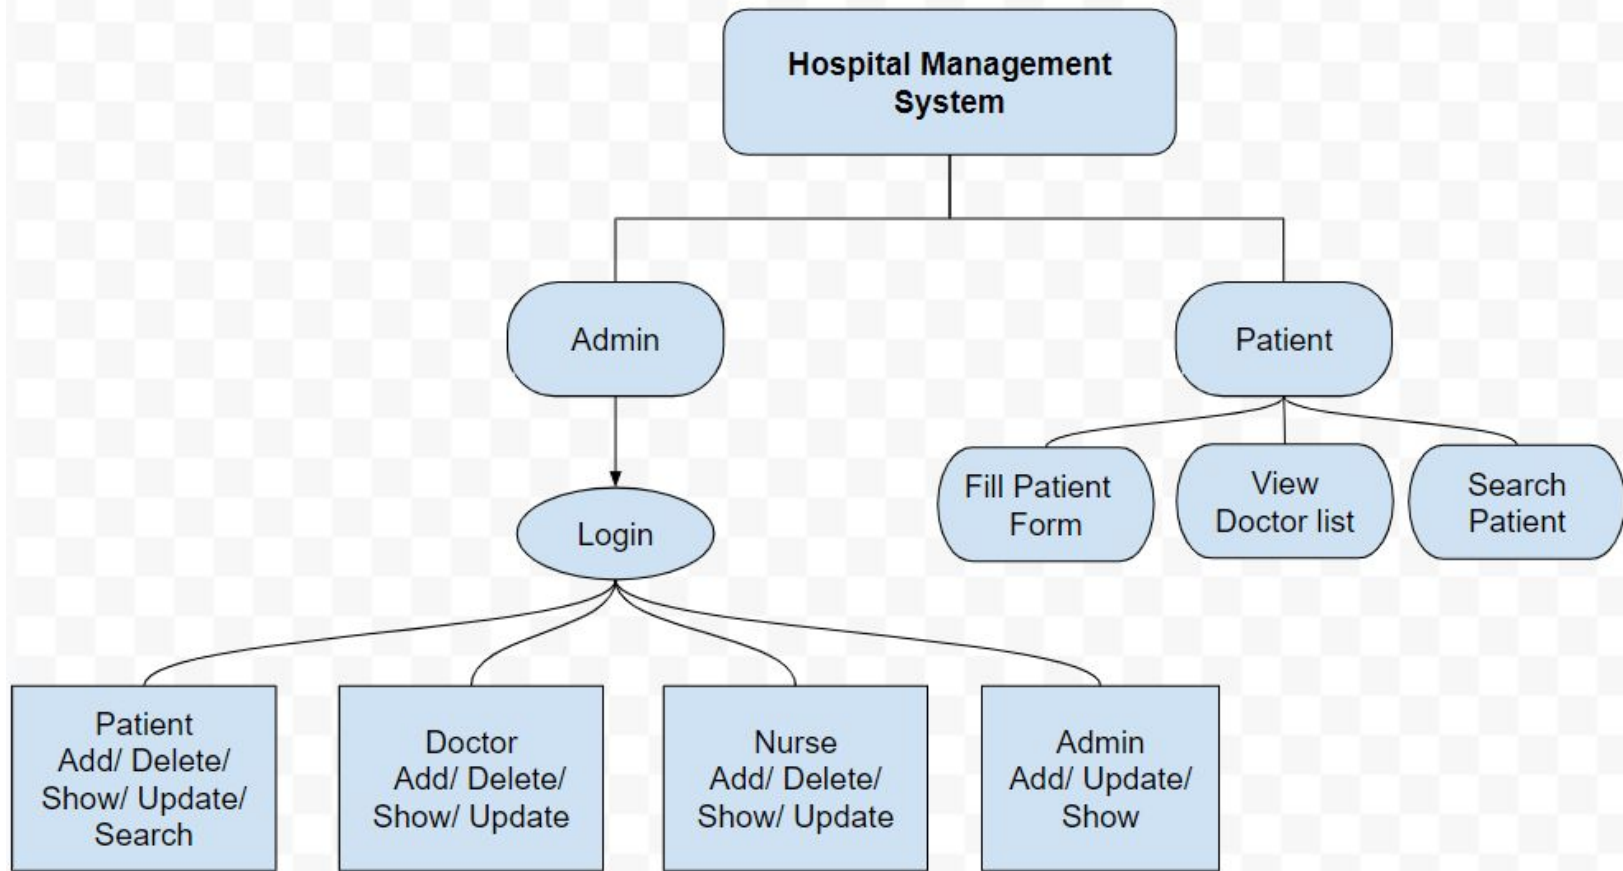 Hospital Management
System
Admin
Patient
Fill Patient
Form
View
Doctor list
Search
Patient
Login
Patient
Add/ Delete/
Show/ Update/
Search
Doctor
Add/ Delete/
Show/ Update
Nurse
Add/ Delete/
Show/ Update
Admin
Add/ Update/
Show